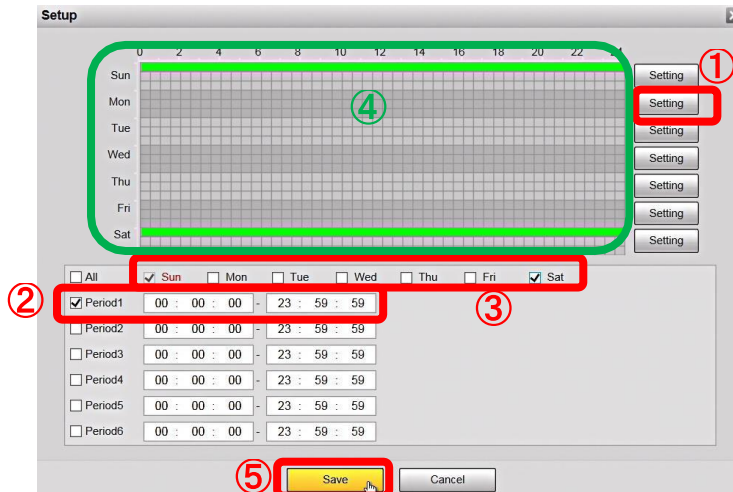 Setup
0 2 4 6 8 10 12 14 16 18 20 22 24
Sun Setting ①
Mon ④ Setting
Tue Setting
Wed Setting
Thu Setting
Fri Setting
Sat Setting
All Sun Mon Tue Wed Thu Fri Sat
② Period1 00 : 00 : 00 - 23 : 59 : 59 ③
Period2 00 : 00 : 00 - 23 : 59 : 59
Period3 00 : 00 : 00 - 23 : 59 : 59
Period4 00 : 00 : 00 - 23 : 59 : 59
Period5 00 : 00 : 00 - 23 : 59 : 59
Period6 00 : 00 : 00 - 23 : 59 : 59
⑤ Save Cancel